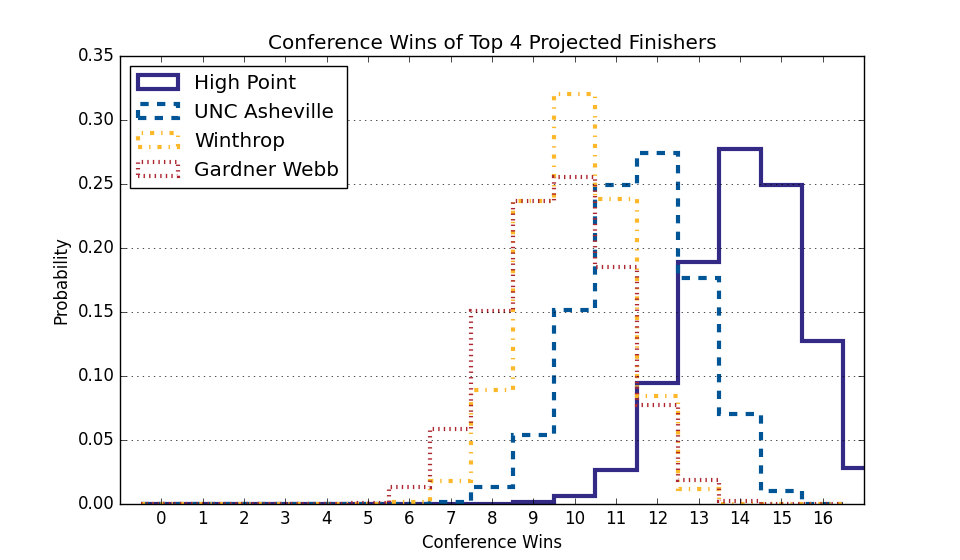 Conference Wins of Top 4 Projected Finishers
0.35
0.30
0.25
0.20
0.15
0.10
0.05
0.00
Probability
High Point
UNC Asheville
Winthrop
Gardner Webb
0 1 2 3 4 5 6 7 8 9 10 11 12 13 14 15 16
Conference Wins